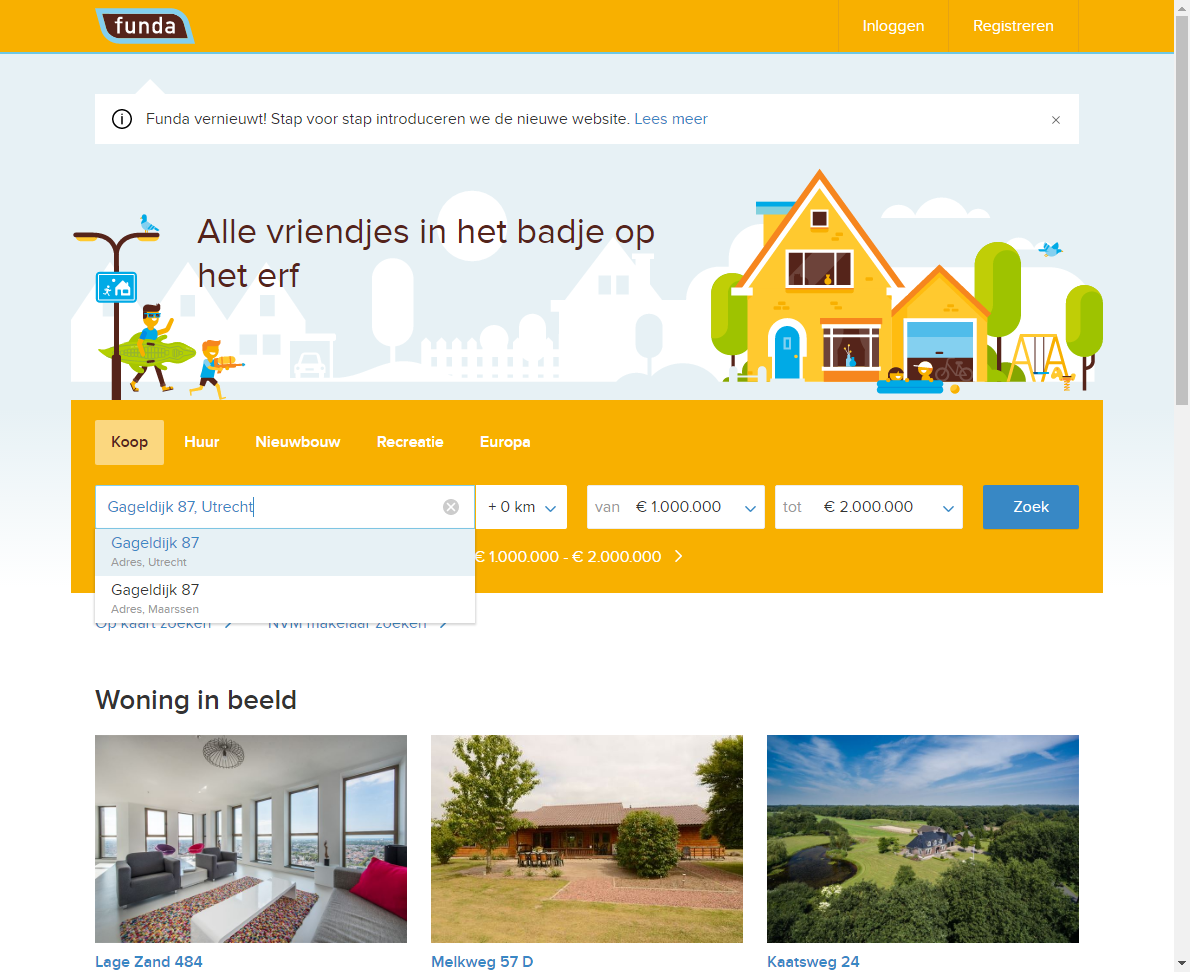 funda
Inloggen
Registreren
Funda vernieuwt! Stap voor stap introduceren we de nieuwe website. Lees meer
Alle vriendjes in het badje op
het erf
Koop
Huur
Nieuwbouw
Recreatie
Europa
Gageldijk 87, Utrecht
+ 0 km
van € 1.000.000
tot € 2.000.000
Zoek
Gageldijk 87
Adres, Utrecht
€ 1.000.000 - € 2.000.000
Gageldijk 87
Adres, Maarssen
Op kaart zoeken
NVM makelaar zoeken
Woning in beeld
Lage Zand 484
Melkweg 57 D
Kaatsweg 24